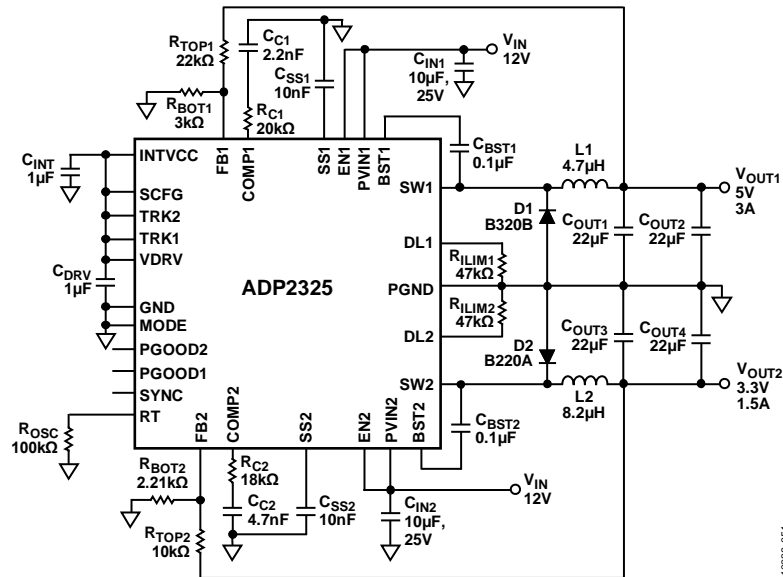 RTOP1
22kΩ
CC1
2.2nF
CSS1
10nF
VIN
12V
CIN1
10µF,
25V
RBOT1
3kΩ
RC1
20kΩ
CINT
1µF
CBST1
0.1µF
L1
4.7µH
VOUT1
5V
3A
D1
B320B
COUT1
22µF
COUT2
22µF
RILIM1
47kΩ
CDRV
1µF
ADP2325
FB1
COMP1
SS1
EN1
PVIN1
BST1
INTVCC
SCFG
TRK2
TRK1
VDRV
GND
MODE
PGOOD2
PGOOD1
SYNC
RT
SW1
DL1
PGND
DL2
SW2
FB2
COMP2
SS2
EN2
PVIN2
BST2
RILIM2
47kΩ
D2
B220A
COUT3
22µF
COUT4
22µF
VOUT2
3.3V
1.5A
L2
8.2µH
CBST2
0.1µF
ROSC
100kΩ
RBOT2
2.21kΩ
RC2
18kΩ
CC2
4.7nF
CSS2
10nF
VIN
12V
CIN2
10µF,
25V
RTOP2
10kΩ